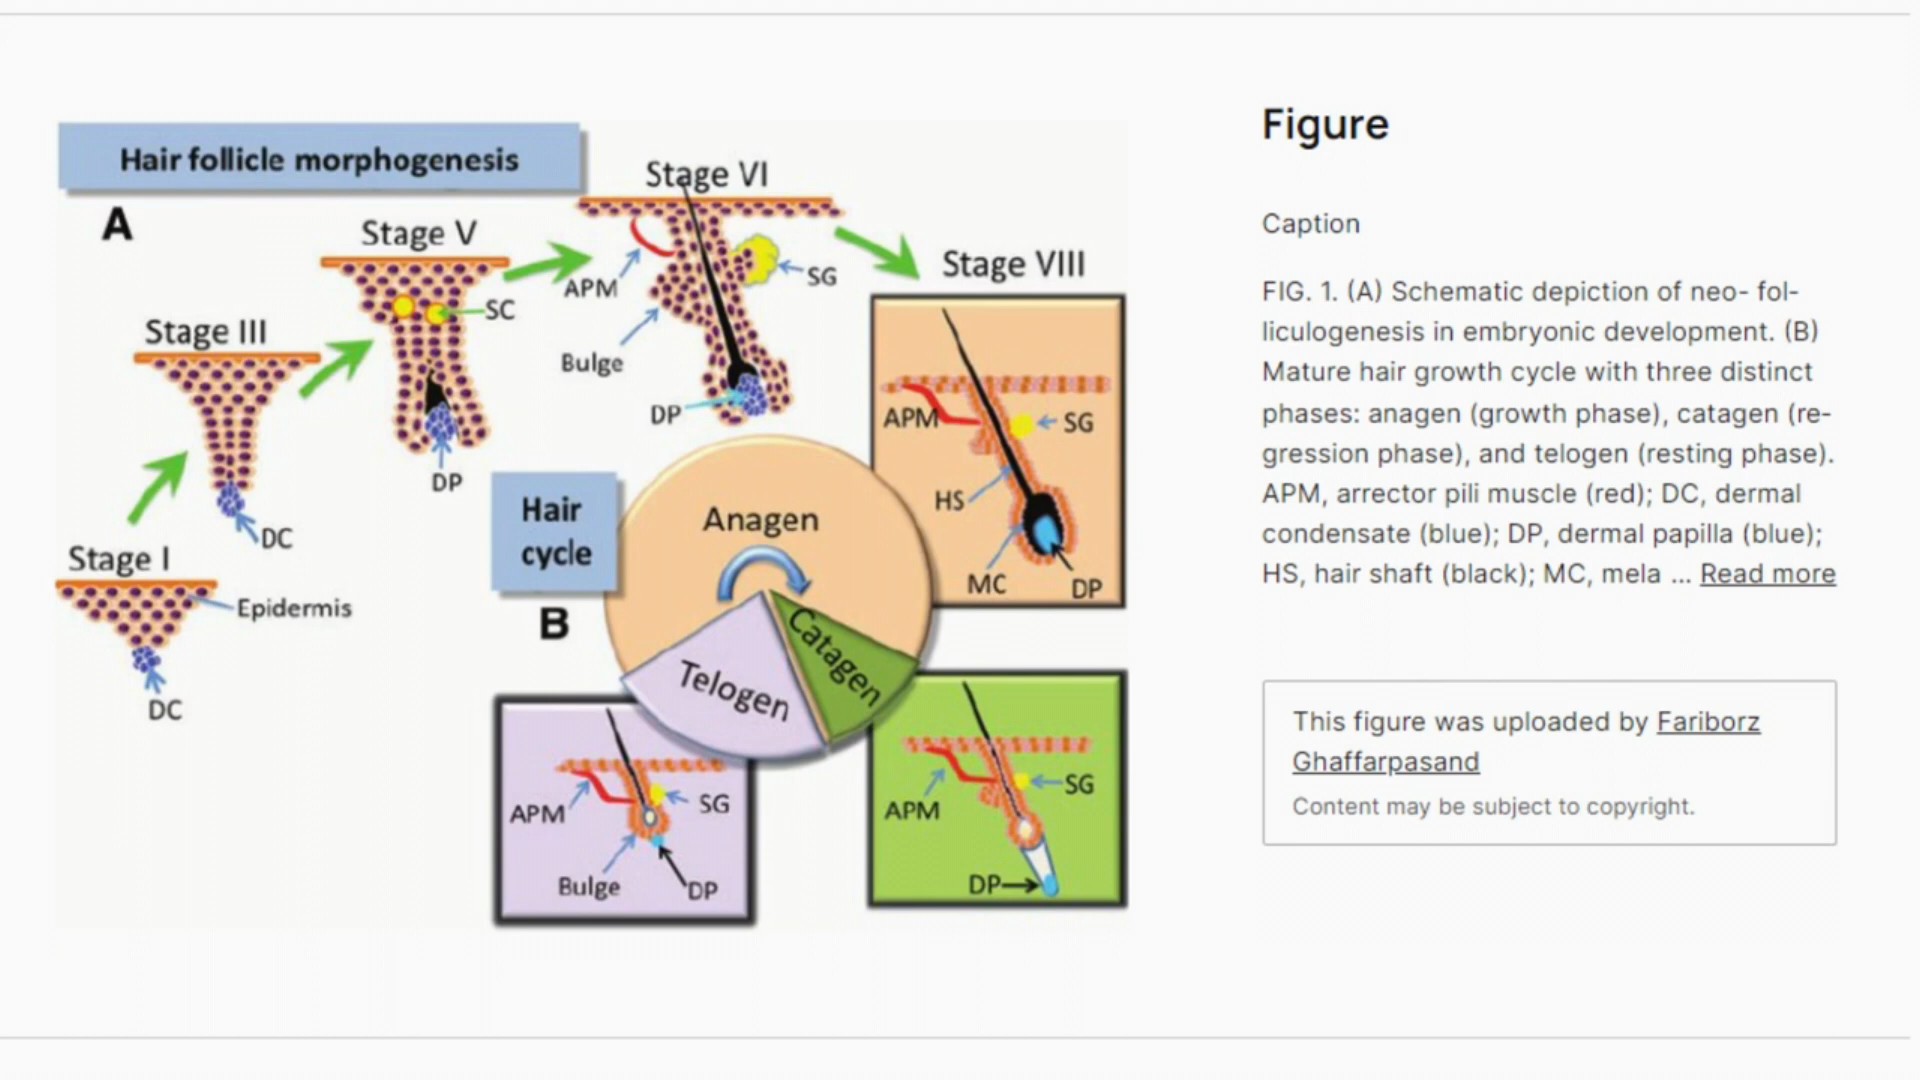 Hair follicle morphogenesis
A
Stage I
Epidermis
DC
Stage III
DC
Stage V
SC
DP
Stage VI
APM
SG
Bulge
DP
Stage VIII
APM
SG
HS
MC
DP
Hair
cycle
B
Anagen
Catagen
Telogen
APM
SG
Bulge
DP
APM
SG
DP
Figure
Caption
FIG. 1. (A) Schematic depiction of neo- fol-
liculogenesis in embryonic development. (B)
Mature hair growth cycle with three distinct
phases: anagen (growth phase), catagen (re-
gression phase), and telogen (resting phase).
APM, arrector pili muscle (red); DC, dermal
condensate (blue); DP, dermal papilla (blue);
HS, hair shaft (black); MC, mela ... Read more
This figure was uploaded by Fariborz
Ghaffarpasand
Content may be subject to copyright.